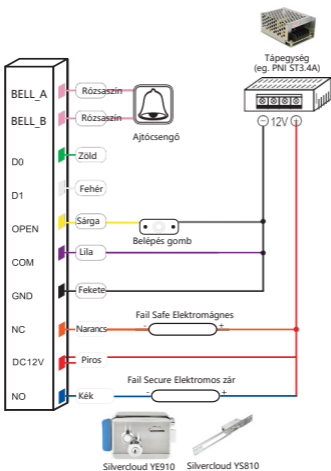 Tápegység
(eg. PNI ST3.4A)
12V
BELL_A Rózsaszín
BELL_B Rózsaszín
Ajtócsengő
D0 Zöld
D1 Fehér
OPEN Sárga
Belépés gomb
COM Lila
GND Fekete
Fail Safe Elektromágnes
NC Narancs - +
DC12V Piros
Fail Secure Elektromos zár
NO Kék - +
Silvercloud YE910 Silvercloud YS810